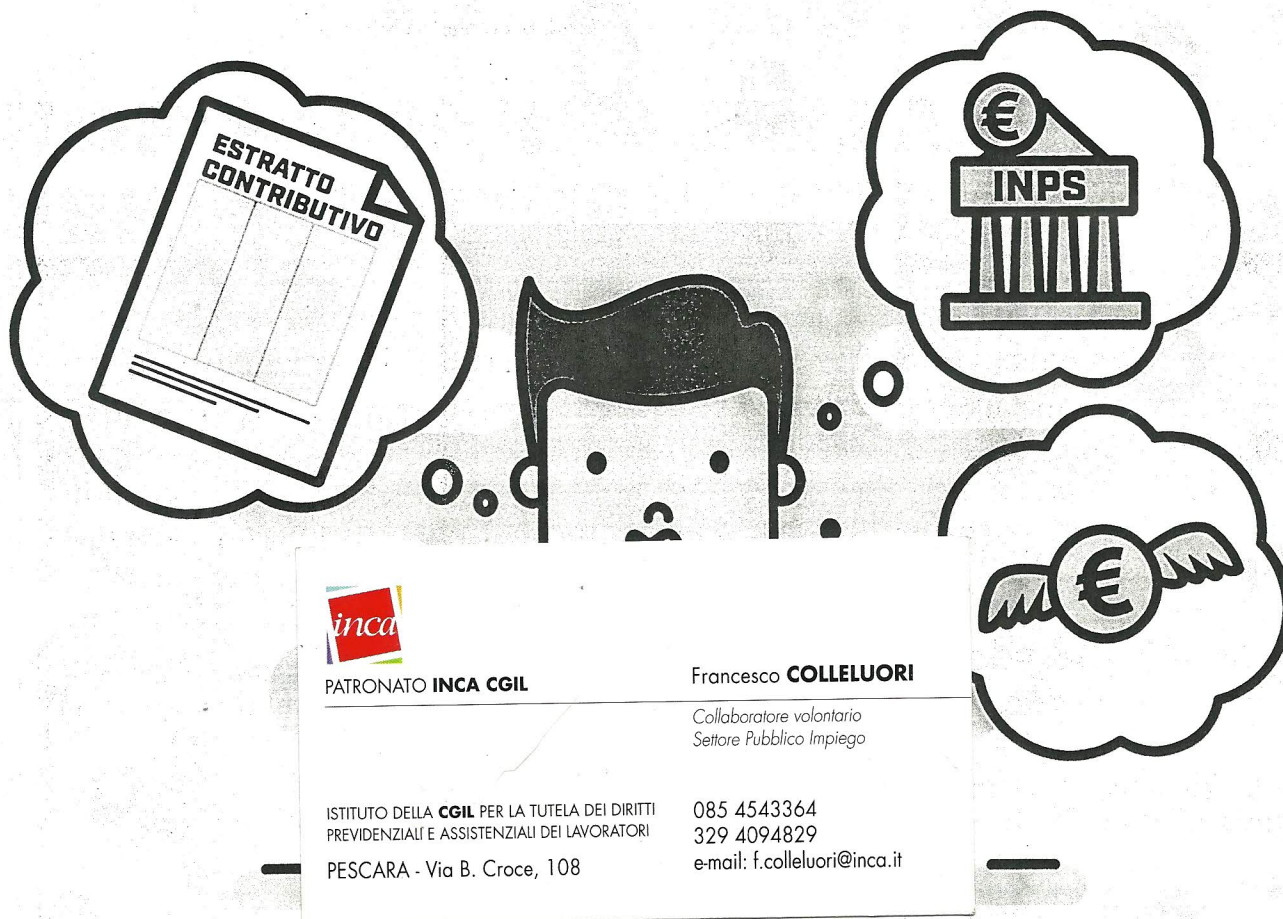 ESTRATTO
CONTRIBUTIVO
€
INPS
€
inca
PATRONATO INCA CGIL
Francesco COLLELUORI
Collaboratore volontario
Settore Pubblico Impiego
ISTITUTO DELLA CGIL PER LA TUTELA DEI DIRITTI
PREVIDENZIALI E ASSISTENZIALI DEI LAVORATORI
PESCARA - Via B. Croce, 108
085 4543364
329 4094829
e-mail: f.colleluori@inca.it